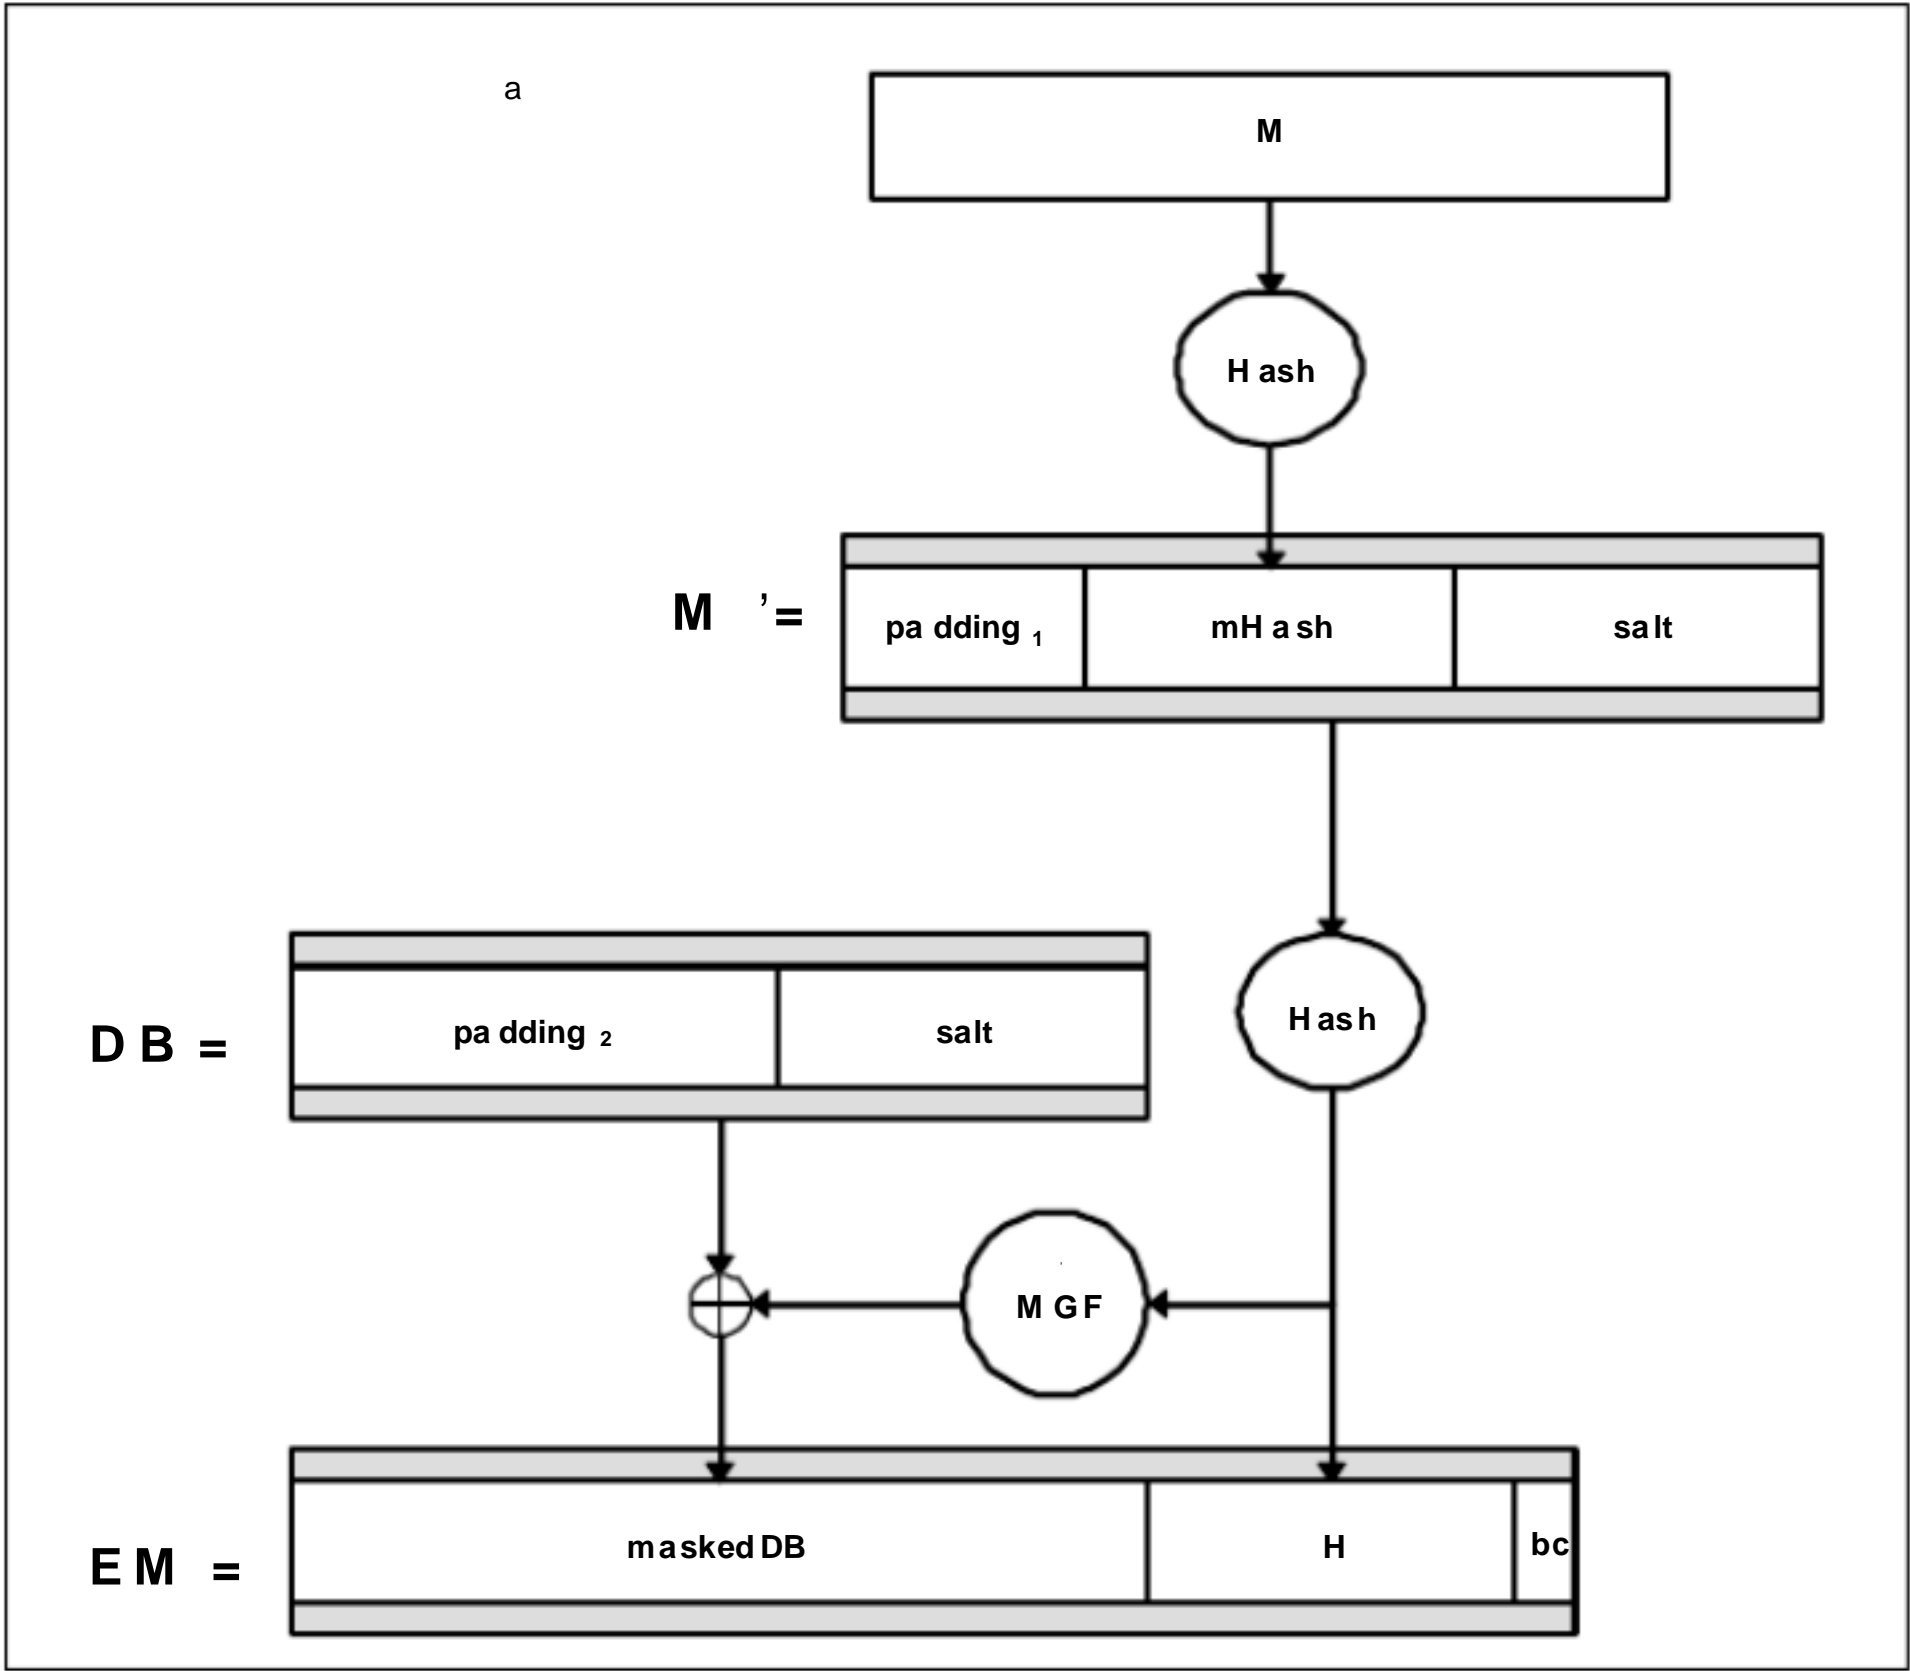 a
M
Hash
M ’= padding 1 mHash salt
DB = padding 2 salt
Hash
MGF
EM = maskedDB H bc